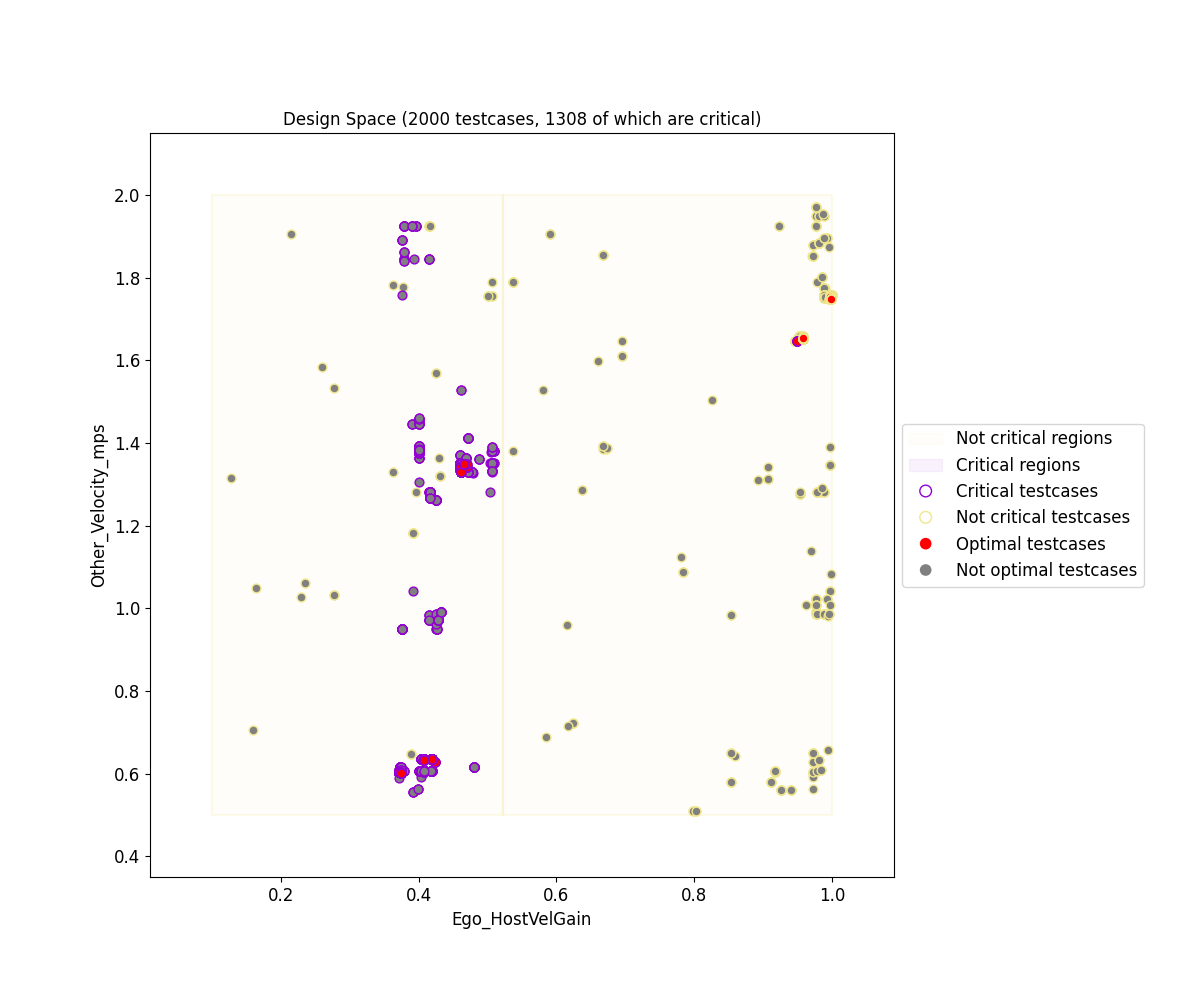 Design Space (2000 testcases, 1308 of which are critical)
2.0
1.8
1.6
1.4
1.2
1.0
0.8
0.6
0.4
Other_Velocity_mps
0.2
0.4
0.6
0.8
1.0
Ego_HostVelGain
Not critical regions
Critical regions
Critical testcases
Not critical testcases
Optimal testcases
Not optimal testcases